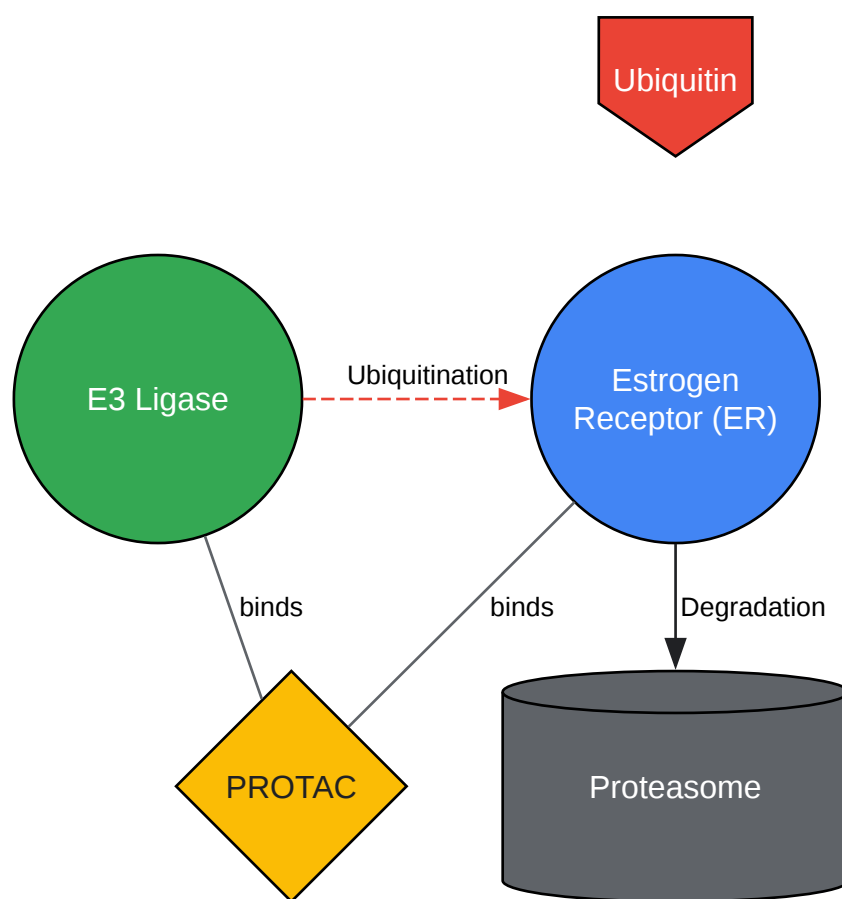 Ubiquitin
Ubiquitination
E3 Ligase
Estrogen
Receptor (ER)
binds
binds
Degradation
PROTAC
Proteasome